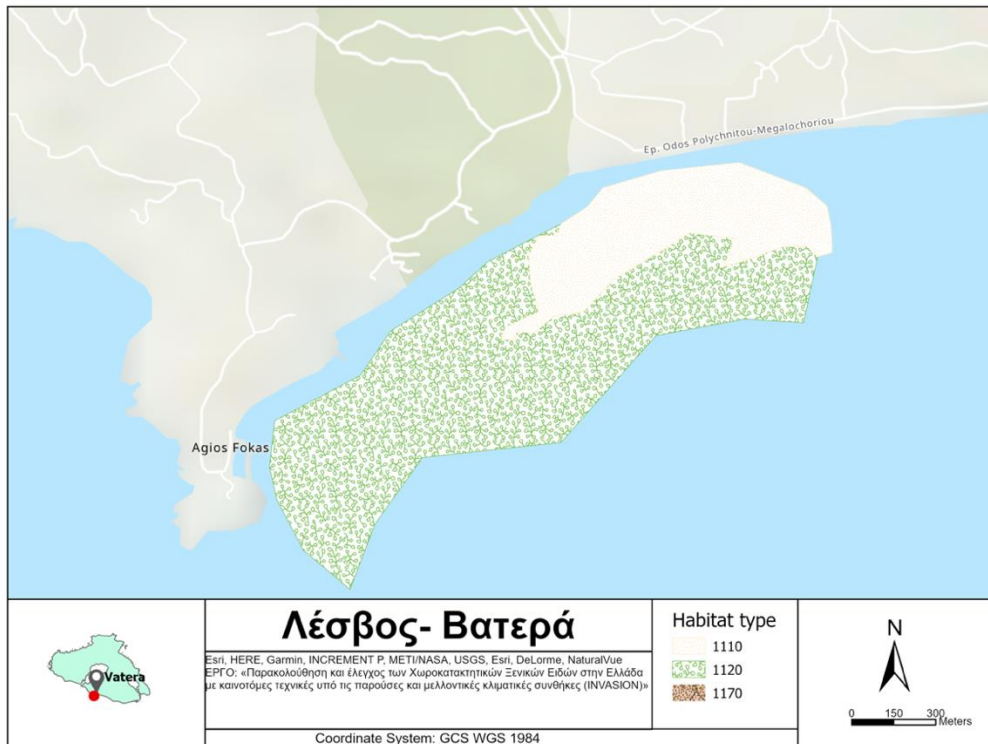 Ep. Odos Polychnitou-Megalochoriou
Agios Fokas
Vatera
Λέσβος- Βατερά
Esri, HERE, Garmin, INCREMENT P, METI/NASA, USGS, Esri, DeLorme, NaturalVue
ΕΡΓΟ: «Παρακολούθηση και έλεγχος των Χωροκατακτητικών Ξενικών Ειδών στην Ελλάδα
με καινοτόμες τεχνικές υπό τις παρούσες και μελλοντικές κλιματικές συνθήκες (INVASION)»
Coordinate System: GCS WGS 1984
Habitat type
1110
1120
1170
N
0 150 300
Meters